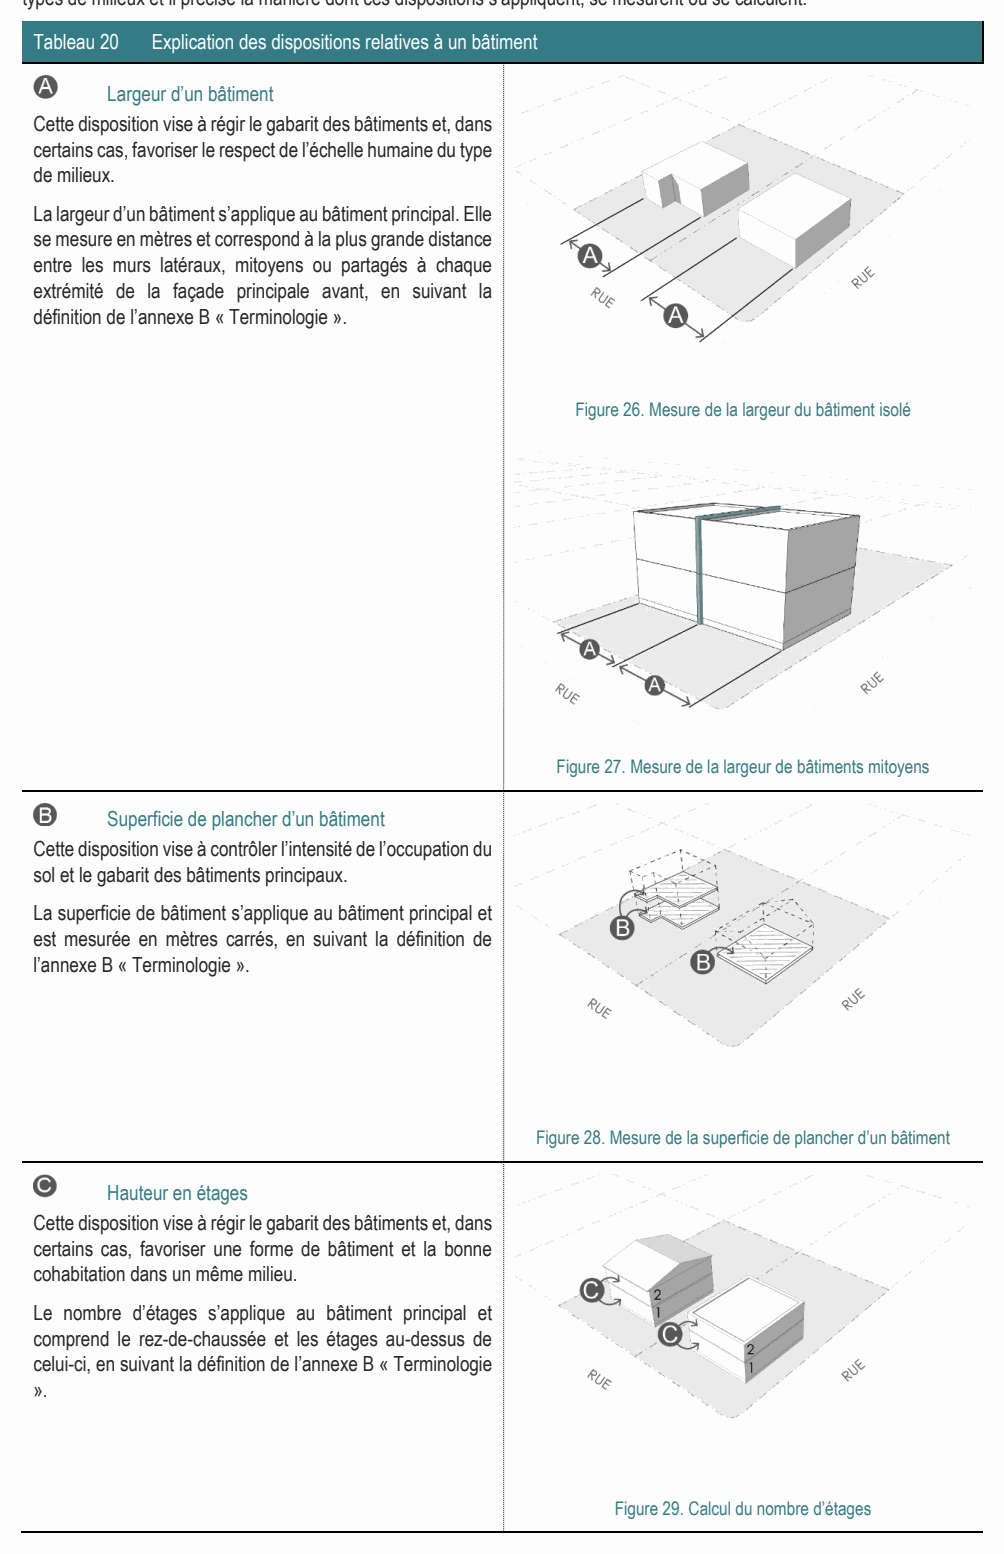 types de milieux et il précise la manière dont ces dispositions s'appliquent, se mesurent ou se calculent.
Tableau 20 Explication des dispositions relatives à un bâtiment
A Largeur d'un bâtiment
Cette disposition vise à régir le gabarit des bâtiments et, dans
certains cas, favoriser le respect de l'échelle humaine du type
de milieux.
La largeur d'un bâtiment s'applique au bâtiment principal. Elle
se mesure en mètres et correspond à la plus grande distance
entre les murs latéraux, mitoyens ou partagés à chaque
extrémité de la façade principale avant, en suivant la
définition de l'annexe B « Terminologie ».
A
A
RUE
RUE
Figure 26. Mesure de la largeur du bâtiment isolé
A
A
RUE
RUE
Figure 27. Mesure de la largeur de bâtiments mitoyens
B Superficie de plancher d'un bâtiment
Cette disposition vise à contrôler l'intensité de l'occupation du
sol et le gabarit des bâtiments principaux.
La superficie de bâtiment s'applique au bâtiment principal et
est mesurée en mètres carrés, en suivant la définition de
l'annexe B « Terminologie ».
B
B
RUE
RUE
Figure 28. Mesure de la superficie de plancher d'un bâtiment
C Hauteur en étages
Cette disposition vise à régir le gabarit des bâtiments et, dans
certains cas, favoriser une forme de bâtiment et la bonne
cohabitation dans un même milieu.
Le nombre d'étages s'applique au bâtiment principal et
comprend le rez-de-chaussée et les étages au-dessus de
celui-ci, en suivant la définition de l'annexe B « Terminologie
».
C
2
1
C
2
1
RUE
RUE
Figure 29. Calcul du nombre d'étages